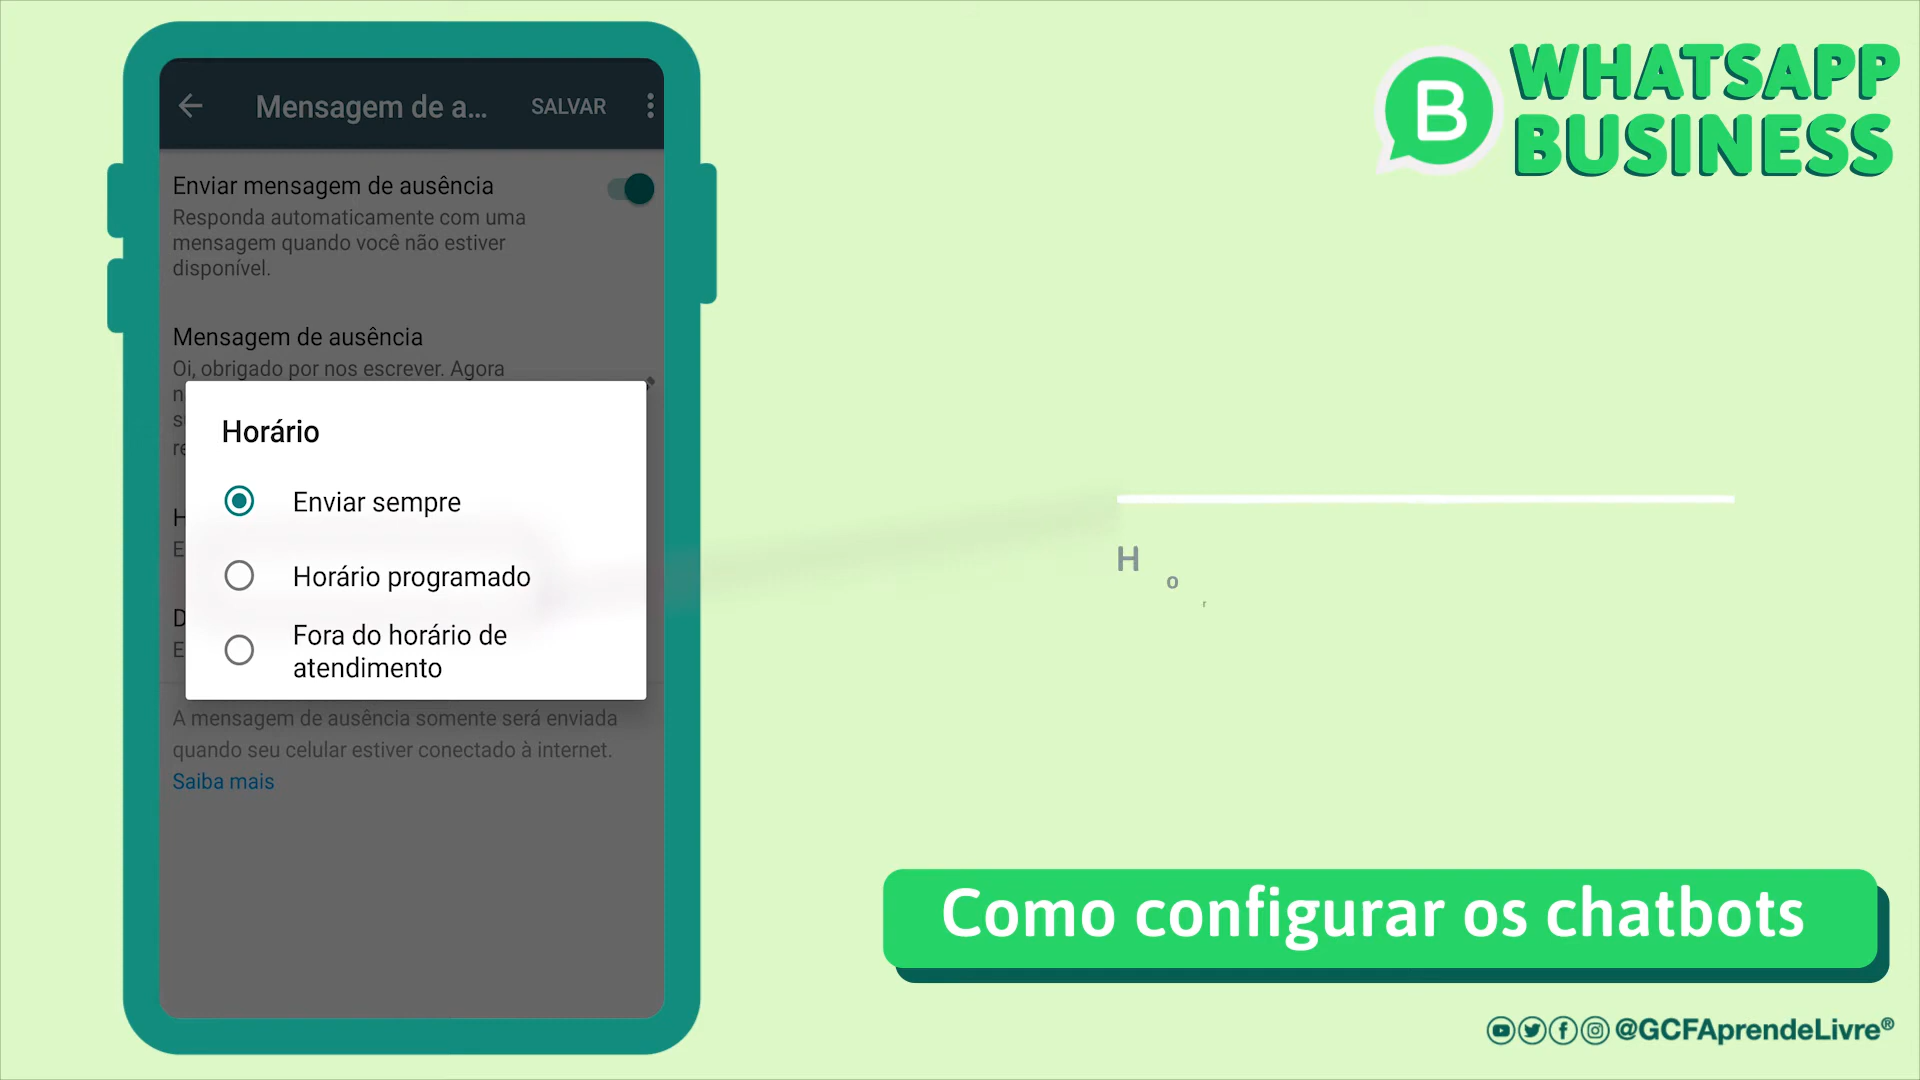 Mensagem de a...
SALVAR
Enviar mensagem de ausência
Responda automaticamente com uma
mensagem quando você não estiver
disponível.
Mensagem de ausência
Oi, obrigado por nos escrever. Agora
Horário
Enviar sempre
Horário programado
Fora do horário de
atendimento
A mensagem de ausência somente será enviada
quando seu celular estiver conectado à internet.
Saiba mais
B
WHATSAPP
BUSINESS
H
o
r
Como configurar os chatbots
@GCFAprendeLivre®